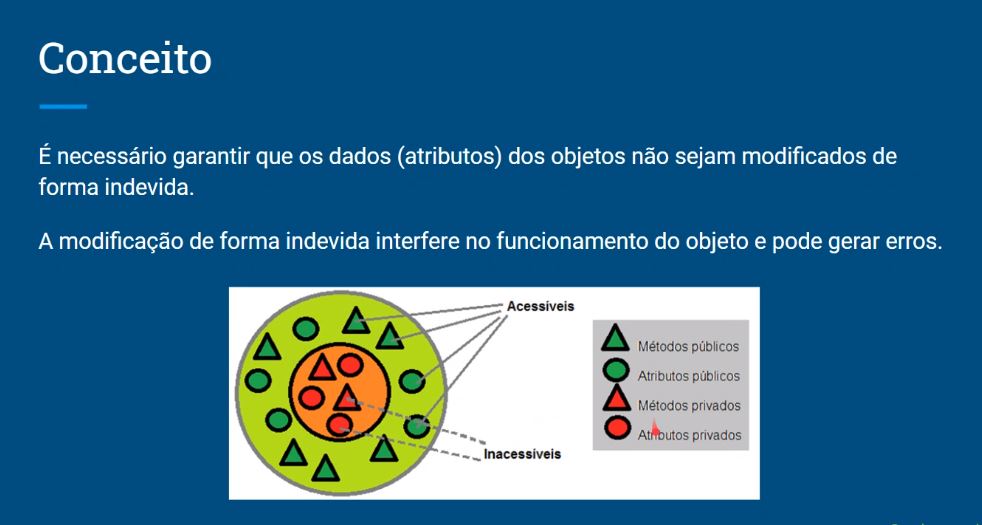 Conceito
É necessário garantir que os dados (atributos) dos objetos não sejam modificados de
forma indevida.
A modificação de forma indevida interfere no funcionamento do objeto e pode gerar erros.
Acessíveis
Inacessíveis
Métodos públicos
Atributos públicos
Métodos privados
Atributos privados